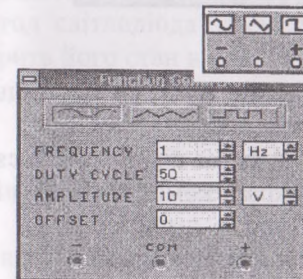 - +
Function Generator
FREQUENCY 1 Hz
DUTY CYCLE 50
AMPLITUDE 10 V
OFFSET 0
- COM +